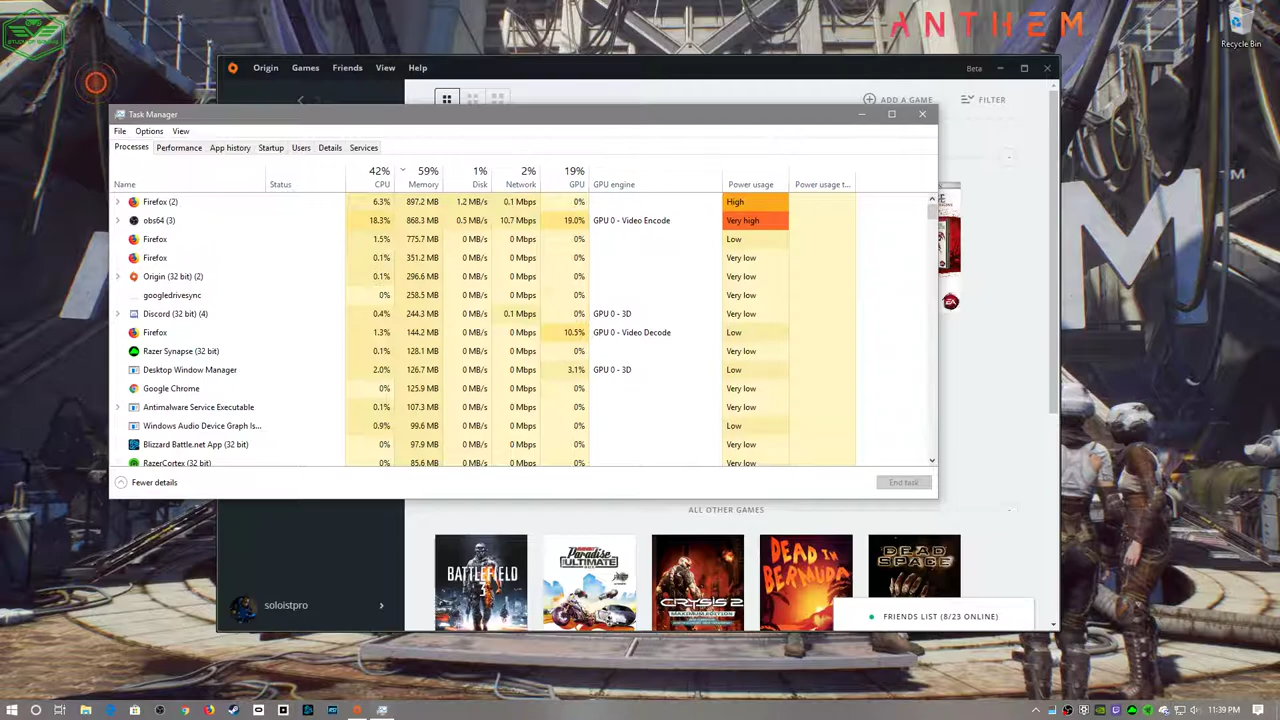 ANTHEM
Recycle Bin
Origin Games Friends View Help
Beta
ADD A GAME
FILTER
Task Manager
File Options View
Processes Performance App history Startup Users Details Services
42% 59% 1% 2% 19%
Name Status CPU Memory Disk Network GPU GPU engine Power usage Power usage t...
Firefox (2) 6.3% 897.2 MB 1.2 MB/s 0.1 Mbps 0% High
obs64 (3) 18.3% 868.3 MB 0.5 MB/s 10.7 Mbps 19.0% GPU 0 - Video Encode Very high
Firefox 1.5% 775.7 MB 0 MB/s 0 Mbps 0% Low
Firefox 0.1% 351.2 MB 0 MB/s 0 Mbps 0% Very low
Origin (32 bit) (2) 0.1% 296.6 MB 0 MB/s 0 Mbps 0% Very low
googledrivesync 0% 258.5 MB 0 MB/s 0 Mbps 0% Very low
Discord (32 bit) (4) 0.4% 244.3 MB 0 MB/s 0.1 Mbps 0% GPU 0 - 3D Very low
Firefox 1.3% 144.2 MB 0 MB/s 0 Mbps 10.5% GPU 0 - Video Decode Low
Razer Synapse (32 bit) 0.1% 128.1 MB 0 MB/s 0 Mbps 0% Very low
Desktop Window Manager 2.0% 126.7 MB 0 MB/s 0 Mbps 3.1% GPU 0 - 3D Low
Google Chrome 0% 125.9 MB 0 MB/s 0 Mbps 0% Very low
Antimalware Service Executable 0.1% 107.3 MB 0 MB/s 0 Mbps 0% Very low
Windows Audio Device Graph Is... 0.9% 99.6 MB 0 MB/s 0 Mbps 0% Low
Blizzard Battle.net App (32 bit) 0% 97.9 MB 0 MB/s 0 Mbps 0% Very low
RazerCortex (32 bit) 0% 85.6 MB 0 MB/s 0 Mbps 0% Very low
Fewer details
End task
ALL OTHER GAMES
BATTLEFIELD 3
Paradise
ULTIMATE
CRYSIS 2
MAXIMUM EDITION
DEAD IN
BERMUDA
DEAD
SPACE
soloistpro
FRIENDS LIST (8/23 ONLINE)
11:39 PM